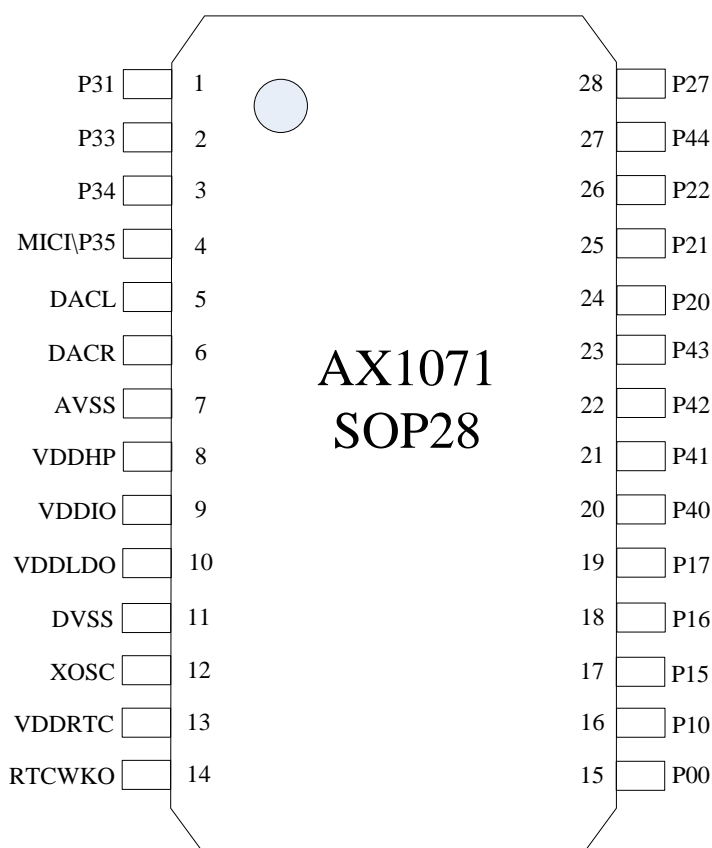 P31 1 28 P27
P33 2 27 P44
P34 3 26 P22
MICI\P35 4 25 P21
DACL 5 24 P20
DACR 6 23 P43
AX1071
SOP28
AVSS 7 22 P42
VDDHP 8 21 P41
VDDIO 9 20 P40
VDDLDO 10 19 P17
DVSS 11 18 P16
XOSC 12 17 P15
VDDRTC 13 16 P10
RTCWKO 14 15 P00